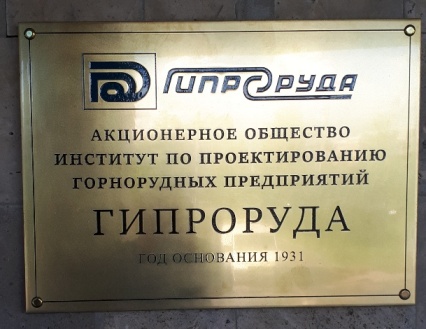 ГИПРОРУДА
АКЦИОНЕРНОЕ ОБЩЕСТВО
ИНСТИТУТ ПО ПРОЕКТИРОВАНИЮ
ГОРНОРУДНЫХ ПРЕДПРИЯТИЙ
ГИПРОРУДА
ГОД ОСНОВАНИЯ 1931